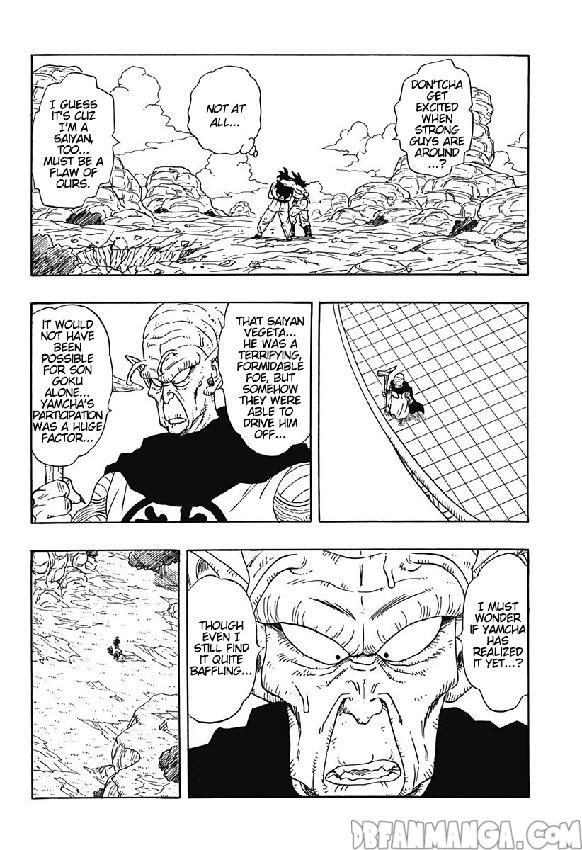 DON'TCHA
GET
EXCITED
WHEN
STRONG
GUYS ARE
AROUND
...?
NOT AT
ALL...
I GUESS
IT'S CUZ
I'M A
SAIYAN,
TOO...
MUST BE A
FLAW OF
OURS.
THAT SAIYAN
VEGETA...
HE WAS A
TERRIFYING,
FORMIDABLE
FOE, BUT
SOMEHOW
THEY WERE
ABLE TO
DRIVE HIM
OFF...
IT WOULD
NOT HAVE
BEEN
POSSIBLE
FOR SON
GOKU
ALONE...
YAMCHA'S
PARTICIPATION
WAS A HUGE
FACTOR...
I MUST
WONDER
IF YAMCHA
HAS
REALIZED
IT YET...?
THOUGH
EVEN I
STILL FIND
IT QUITE
BAFFLING...
DBFANMANGA.COM